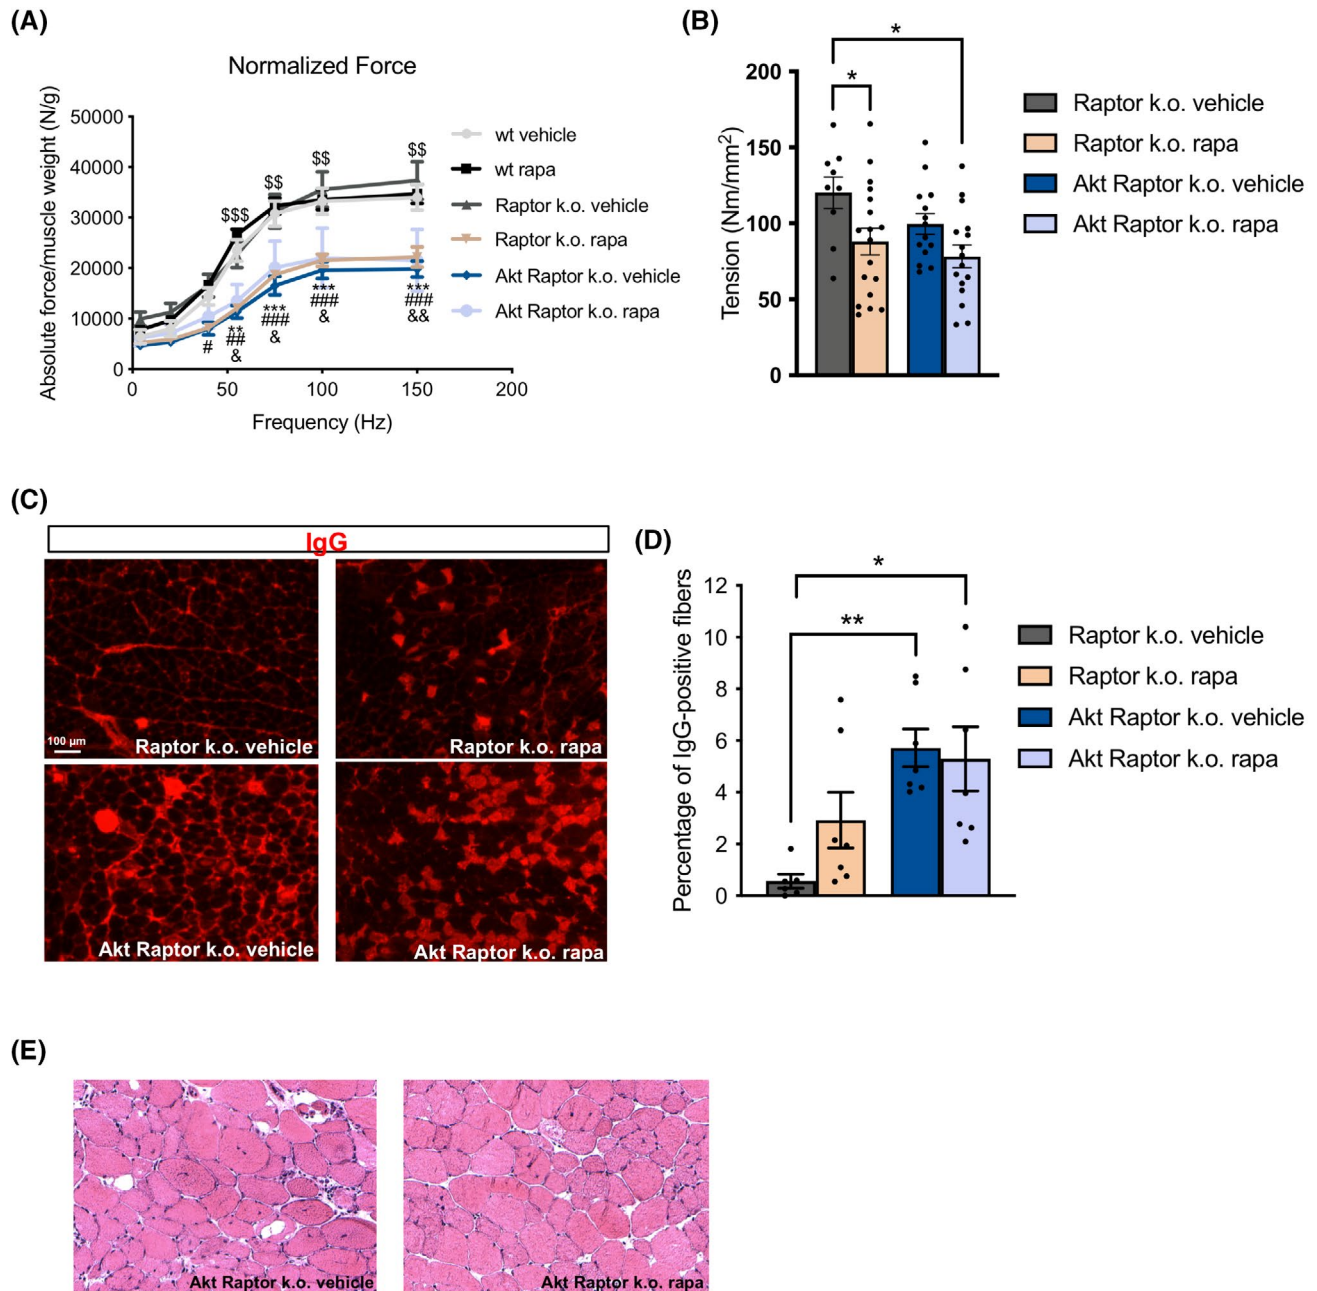 (A)
Normalized Force
Absolute force/muscle weight (N/g)
50000
40000
30000
20000
10000
0
0 50 100 150 200
Frequency (Hz)
$$$ $$ $$ $$
# ** ## & *** ### & *** ### & *** ### &&
wt vehicle
wt rapa
Raptor k.o. vehicle
Raptor k.o. rapa
Akt Raptor k.o. vehicle
Akt Raptor k.o. rapa
(B)
Tension (Nm/mm²)
200
150
100
50
0
*
*
Raptor k.o. vehicle
Raptor k.o. rapa
Akt Raptor k.o. vehicle
Akt Raptor k.o. rapa
(C)
IgG
100 µm
Raptor k.o. vehicle
Raptor k.o. rapa
Akt Raptor k.o. vehicle
Akt Raptor k.o. rapa
(D)
Percentage of IgG-positive fibers
12
10
8
6
4
2
0
*
**
Raptor k.o. vehicle
Raptor k.o. rapa
Akt Raptor k.o. vehicle
Akt Raptor k.o. rapa
(E)
Akt Raptor k.o. vehicle
Akt Raptor k.o. rapa